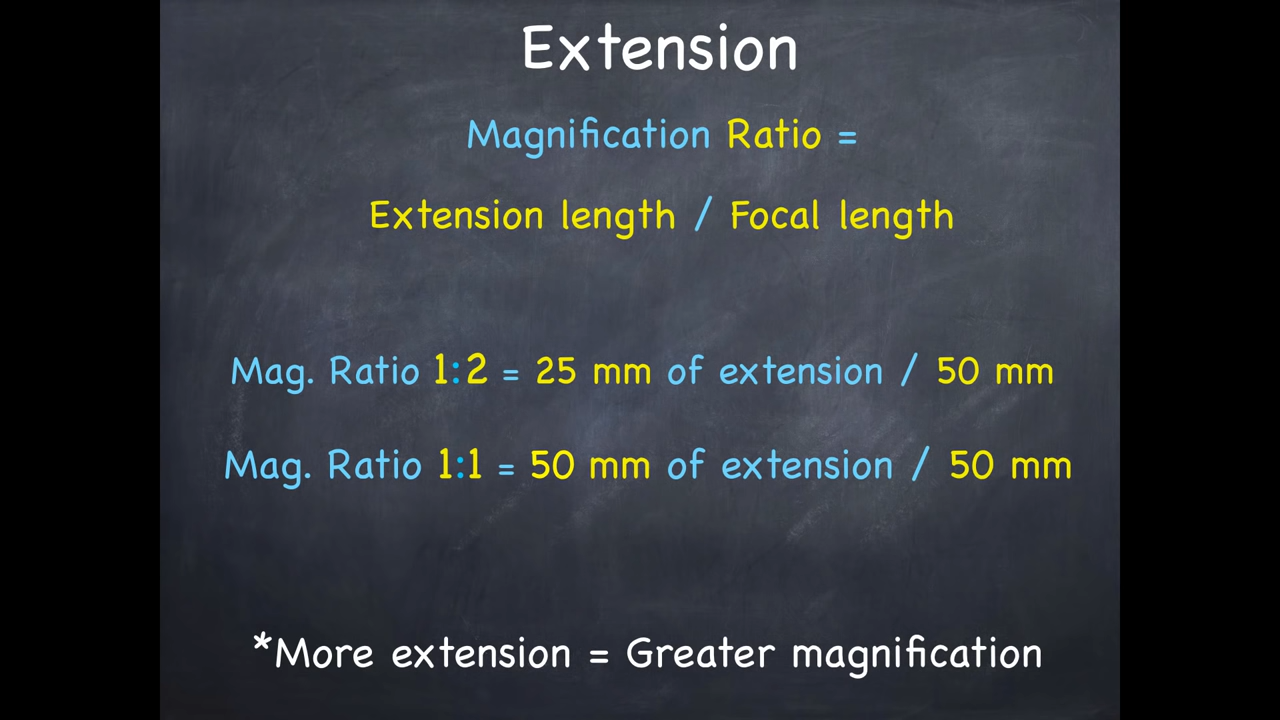 Extension
Magnification Ratio =
Extension length / Focal length
Mag. Ratio 1:2 = 25 mm of extension / 50 mm
Mag. Ratio 1:1 = 50 mm of extension / 50 mm
*More extension = Greater magnification